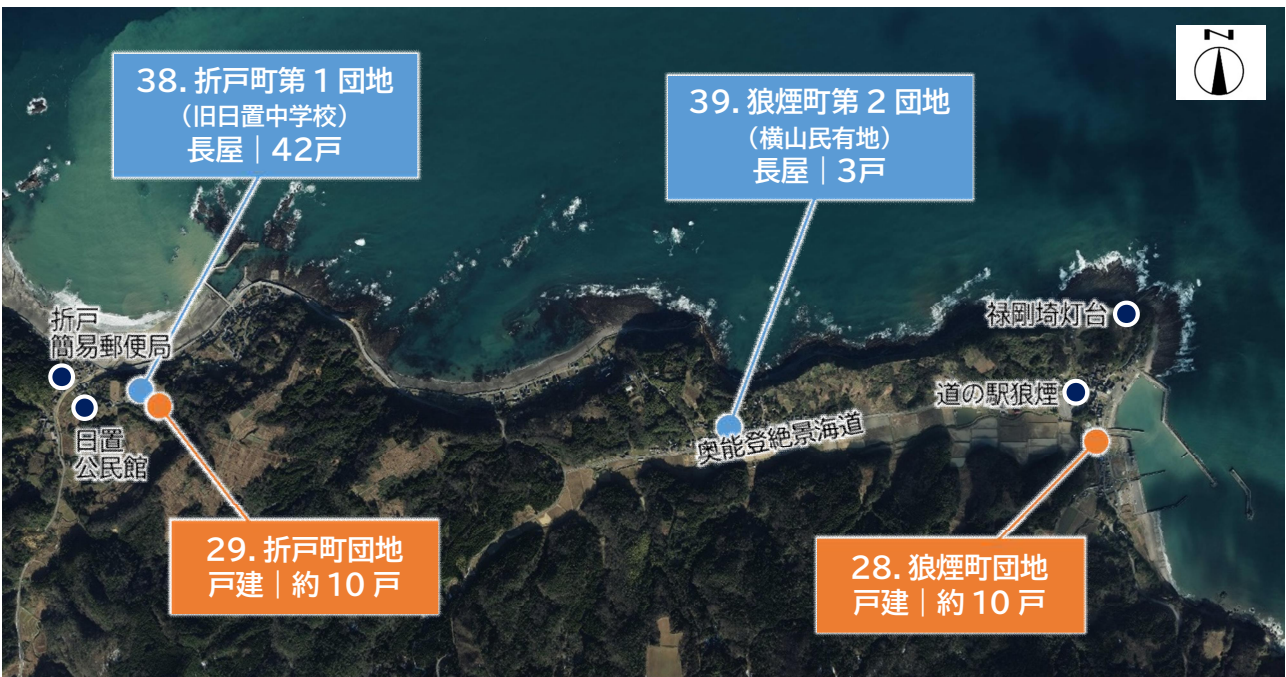 38.折戸町第1団地
(旧日置中学校)
長屋|42戸
39.狼煙町第2団地
(横山民有地)
長屋|3戸
N
折戸
簡易郵便局
日置
公民館
禄剛埼灯台
道の駅狼煙
奥能登絶景海道
29.折戸町団地
戸建|約10戸
28.狼煙町団地
戸建|約10戸